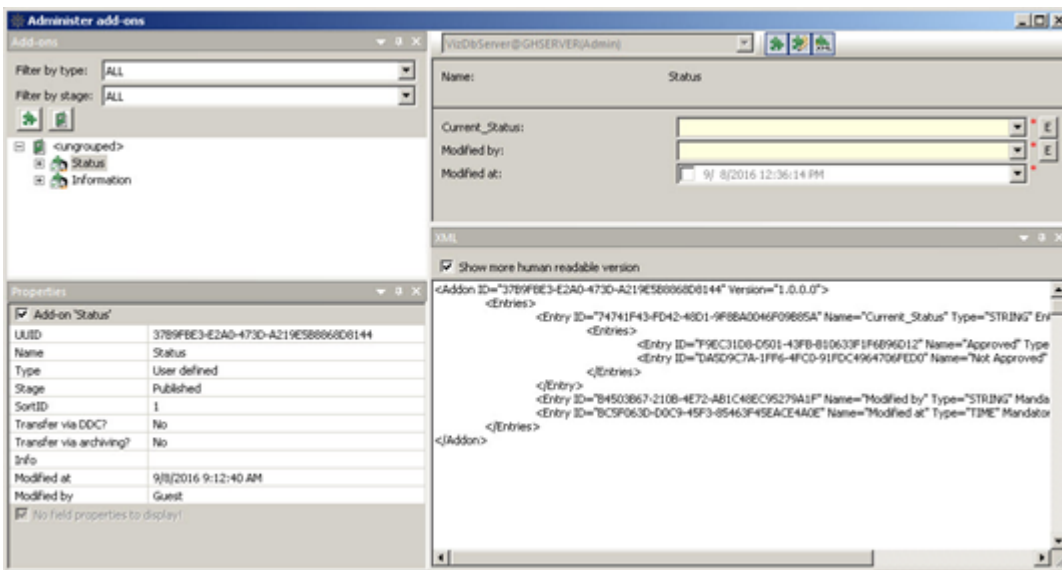 Administer add-ons
Add-ons
Filter by type: ALL
Filter by stage: ALL
<ungrouped>
Status
Information
Properties
Add-on 'Status'
UUID 3789FBE3-E2A0-473D-A219E5B8868D8144
Name Status
Type User defined
Stage Published
SortID 1
Transfer via DDC? No
Transfer via archiving? No
Info
Modified at 9/8/2016 9:12:40 AM
Modified by Guest
No field properties to display!
VizDbServer@GHSERVER(Admin)
Name: Status
Current_Status: * E
Modified by: * E
Modified at: 9/ 8/2016 12:36:14 PM *
XML
Show more human readable version
<Addon ID="3789FBE3-E2A0-473D-A219E5B8868D8144" Version="1.0.0.0">
<Entries>
<Entry ID="74741F43-FD42-48D1-9F8BA0046F09B85A" Name="Current_Status" Type="STRING" En
<Entries>
<Entry ID="F9EC31D8-D501-43FB-810633F1F6B96D12" Name="Approved" Type
<Entry ID="DA5D9C7A-1FF6-4FC0-91FDC4964706FED0" Name="Not Approved"
</Entries>
</Entry>
<Entry ID="B4503B67-210B-4E72-AB1C48EC95279A1F" Name="Modified by" Type="STRING" Manda
<Entry ID="BC5F063D-D0C9-45F3-85463F45EACE4A0E" Name="Modified at" Type="TIME" Mandator
</Entries>
</Addon>